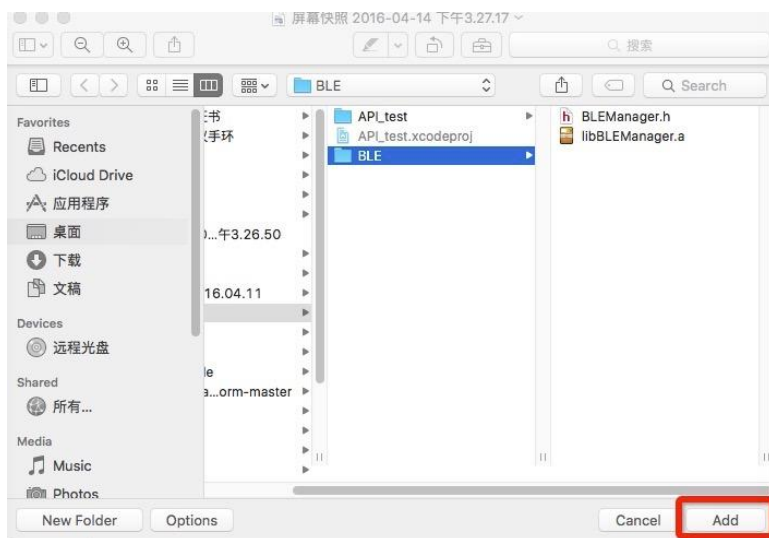 屏幕快照 2016-04-14 下午3.27.17
搜索
BLE
Search
Favorites
Recents
iCloud Drive
应用程序
桌面
下载
文稿
Devices
远程光盘
Shared
所有...
Media
Music
Photos
手环
)...午3.26.50
16.04.11
le
a...orm-master
API_test
API_test.xcodeproj
BLE
BLEManager.h
libBLEManager.a
New Folder
Options
Cancel
Add